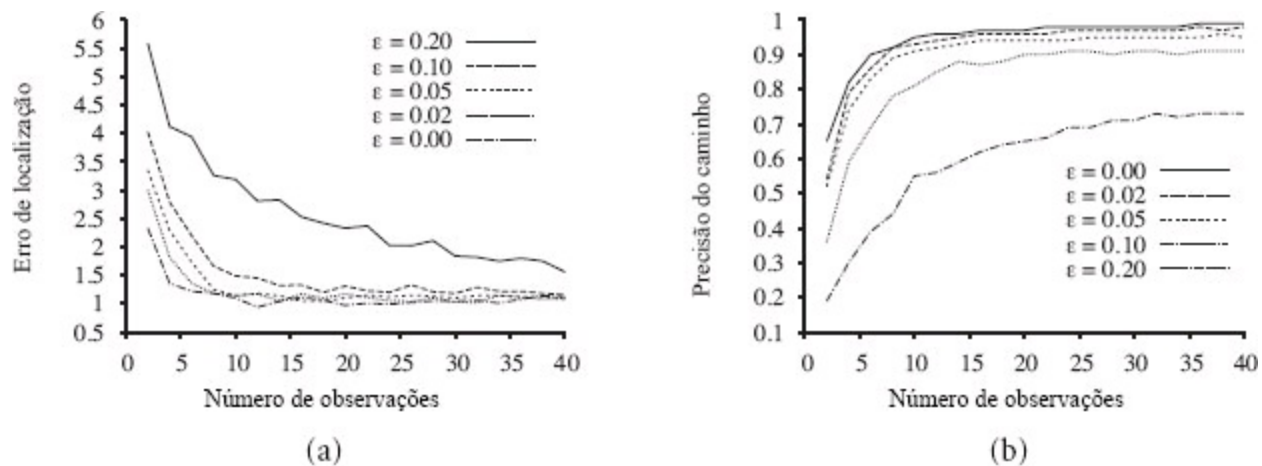 Erro de localização
6
5.5
5
4.5
4
3.5
3
2.5
2
1.5
1
0.5
ε = 0.20
ε = 0.10
ε = 0.05
ε = 0.02
ε = 0.00
0 5 10 15 20 25 30 35 40
Número de observações
(a)
Precisão do caminho
1
0.9
0.8
0.7
0.6
0.5
0.4
0.3
0.2
0.1
ε = 0.00
ε = 0.02
ε = 0.05
ε = 0.10
ε = 0.20
0 5 10 15 20 25 30 35 40
Número de observações
(b)